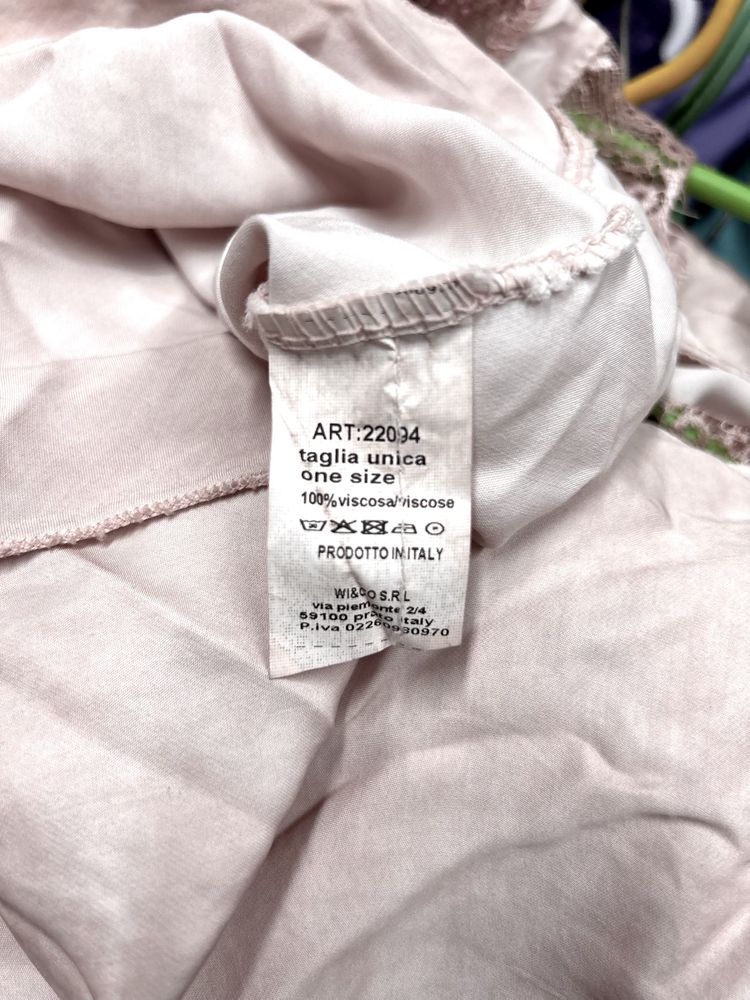 ART:22094
taglia unica
one size
100%viscosa/viscose
PRODOTTO IN ITALY
WI&CO S.R.L
via piemonte 2/4
59100 prato italy
P.iva